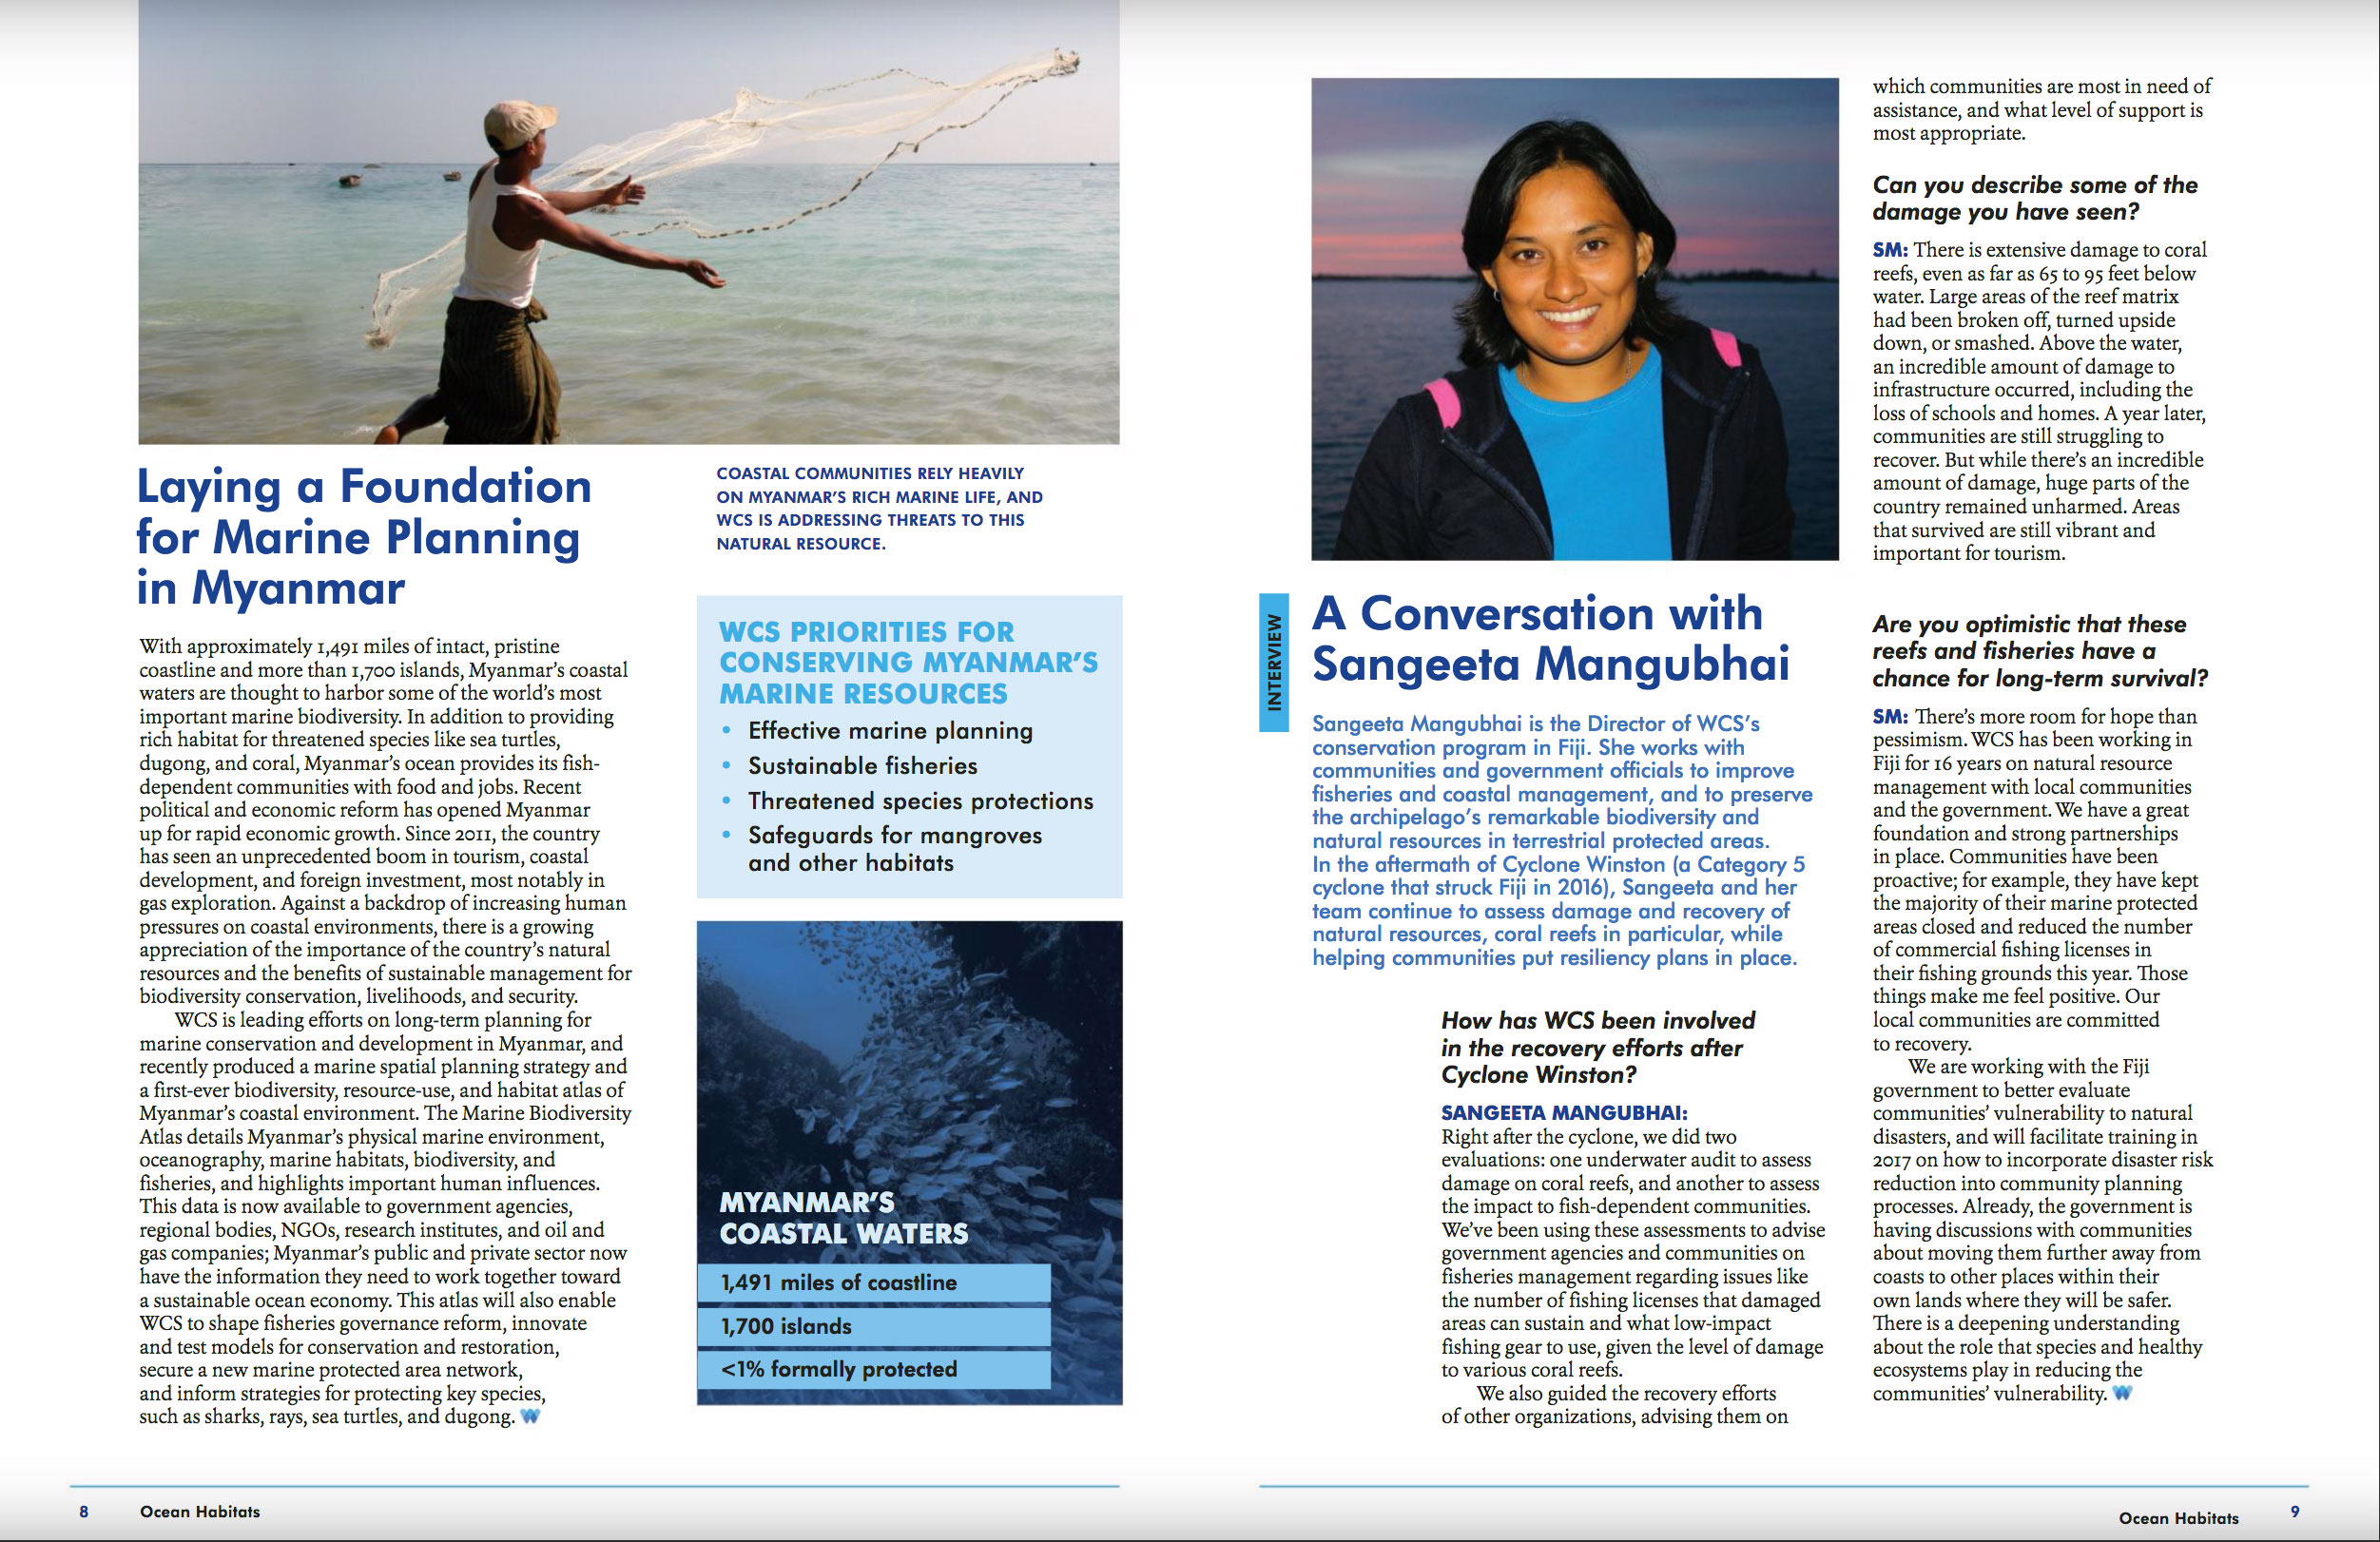 Laying a Foundation
for Marine Planning
in Myanmar
With approximately 1,491 miles of intact, pristine
coastline and more than 1,700 islands, Myanmar's coastal
waters are thought to harbor some of the world's most
important marine biodiversity. In addition to providing
rich habitat for threatened species like sea turtles,
dugong, and coral, Myanmar's ocean provides its fish-
dependent communities with food and jobs. Recent
political and economic reform has opened Myanmar
up for rapid economic growth. Since 2011, the country
has seen an unprecedented boom in tourism, coastal
development, and foreign investment, most notably in
gas exploration. Against a backdrop of increasing human
pressures on coastal environments, there is a growing
appreciation of the importance of the country's natural
resources and the benefits of sustainable management for
biodiversity conservation, livelihoods, and security.
WCS is leading efforts on long-term planning for
marine conservation and development in Myanmar, and
recently produced a marine spatial planning strategy and
a first-ever biodiversity, resource-use, and habitat atlas of
Myanmar's coastal environment. The Marine Biodiversity
Atlas details Myanmar's physical marine environment,
oceanography, marine habitats, biodiversity, and
fisheries, and highlights important human influences.
This data is now available to government agencies,
regional bodies, NGOs, research institutes, and oil and
gas companies; Myanmar's public and private sector now
have the information they need to work together toward
a sustainable ocean economy. This atlas will also enable
WCS to shape fisheries governance reform, innovate
and test models for conservation and restoration,
secure a new marine protected area network,
and inform strategies for protecting key species,
such as sharks, rays, sea turtles, and dugong.
COASTAL COMMUNITIES RELY HEAVILY
ON MYANMAR'S RICH MARINE LIFE, AND
WCS IS ADDRESSING THREATS TO THIS
NATURAL RESOURCE.
WCS PRIORITIES FOR
CONSERVING MYANMAR'S
MARINE RESOURCES
• Effective marine planning
• Sustainable fisheries
• Threatened species protections
• Safeguards for mangroves
and other habitats
MYANMAR'S
COASTAL WATERS
1,491 miles of coastline
1,700 islands
<1% formally protected
8
Ocean Habitats
INTERVIEW
A Conversation with
Sangeeta Mangubhai
Sangeeta Mangubhai is the Director of WCS's
conservation program in Fiji. She works with
communities and government officials to improve
fisheries and coastal management, and to preserve
the archipelago's remarkable biodiversity and
natural resources in terrestrial protected areas.
In the aftermath of Cyclone Winston (a Category 5
cyclone that struck Fiji in 2016), Sangeeta and her
team continue to assess damage and recovery of
natural resources, coral reefs in particular, while
helping communities put resiliency plans in place.
How has WCS been involved
in the recovery efforts after
Cyclone Winston?
SANGEETA MANGUBHAI:
Right after the cyclone, we did two
evaluations: one underwater audit to assess
damage on coral reefs, and another to assess
the impact to fish-dependent communities.
We've been using these assessments to advise
government agencies and communities on
fisheries management regarding issues like
the number of fishing licenses that damaged
areas can sustain and what low-impact
fishing gear to use, given the level of damage
to various coral reefs.
We also guided the recovery efforts
of other organizations, advising them on
which communities are most in need of
assistance, and what level of support is
most appropriate.
Can you describe some of the
damage you have seen?
SM: There is extensive damage to coral
reefs, even as far as 65 to 95 feet below
water. Large areas of the reef matrix
had been broken off, turned upside
down, or smashed. Above the water,
an incredible amount of damage to
infrastructure occurred, including the
loss of schools and homes. A year later,
communities are still struggling to
recover. But while there's an incredible
amount of damage, huge parts of the
country remained unharmed. Areas
that survived are still vibrant and
important for tourism.
Are you optimistic that these
reefs and fisheries have a
chance for long-term survival?
SM: There's more room for hope than
pessimism. WCS has been working in
Fiji for 16 years on natural resource
management with local communities
and the government. We have a great
foundation and strong partnerships
in place. Communities have been
proactive; for example, they have kept
the majority of their marine protected
areas closed and reduced the number
of commercial fishing licenses in
their fishing grounds this year. Those
things make me feel positive. Our
local communities are committed
to recovery.
We are working with the Fiji
government to better evaluate
communities' vulnerability to natural
disasters, and will facilitate training in
2017 on how to incorporate disaster risk
reduction into community planning
processes. Already, the government is
having discussions with communities
about moving them further away from
coasts to other places within their
own lands where they will be safer.
There is a deepening understanding
about the role that species and healthy
ecosystems play in reducing the
communities' vulnerability.
Ocean Habitats
9